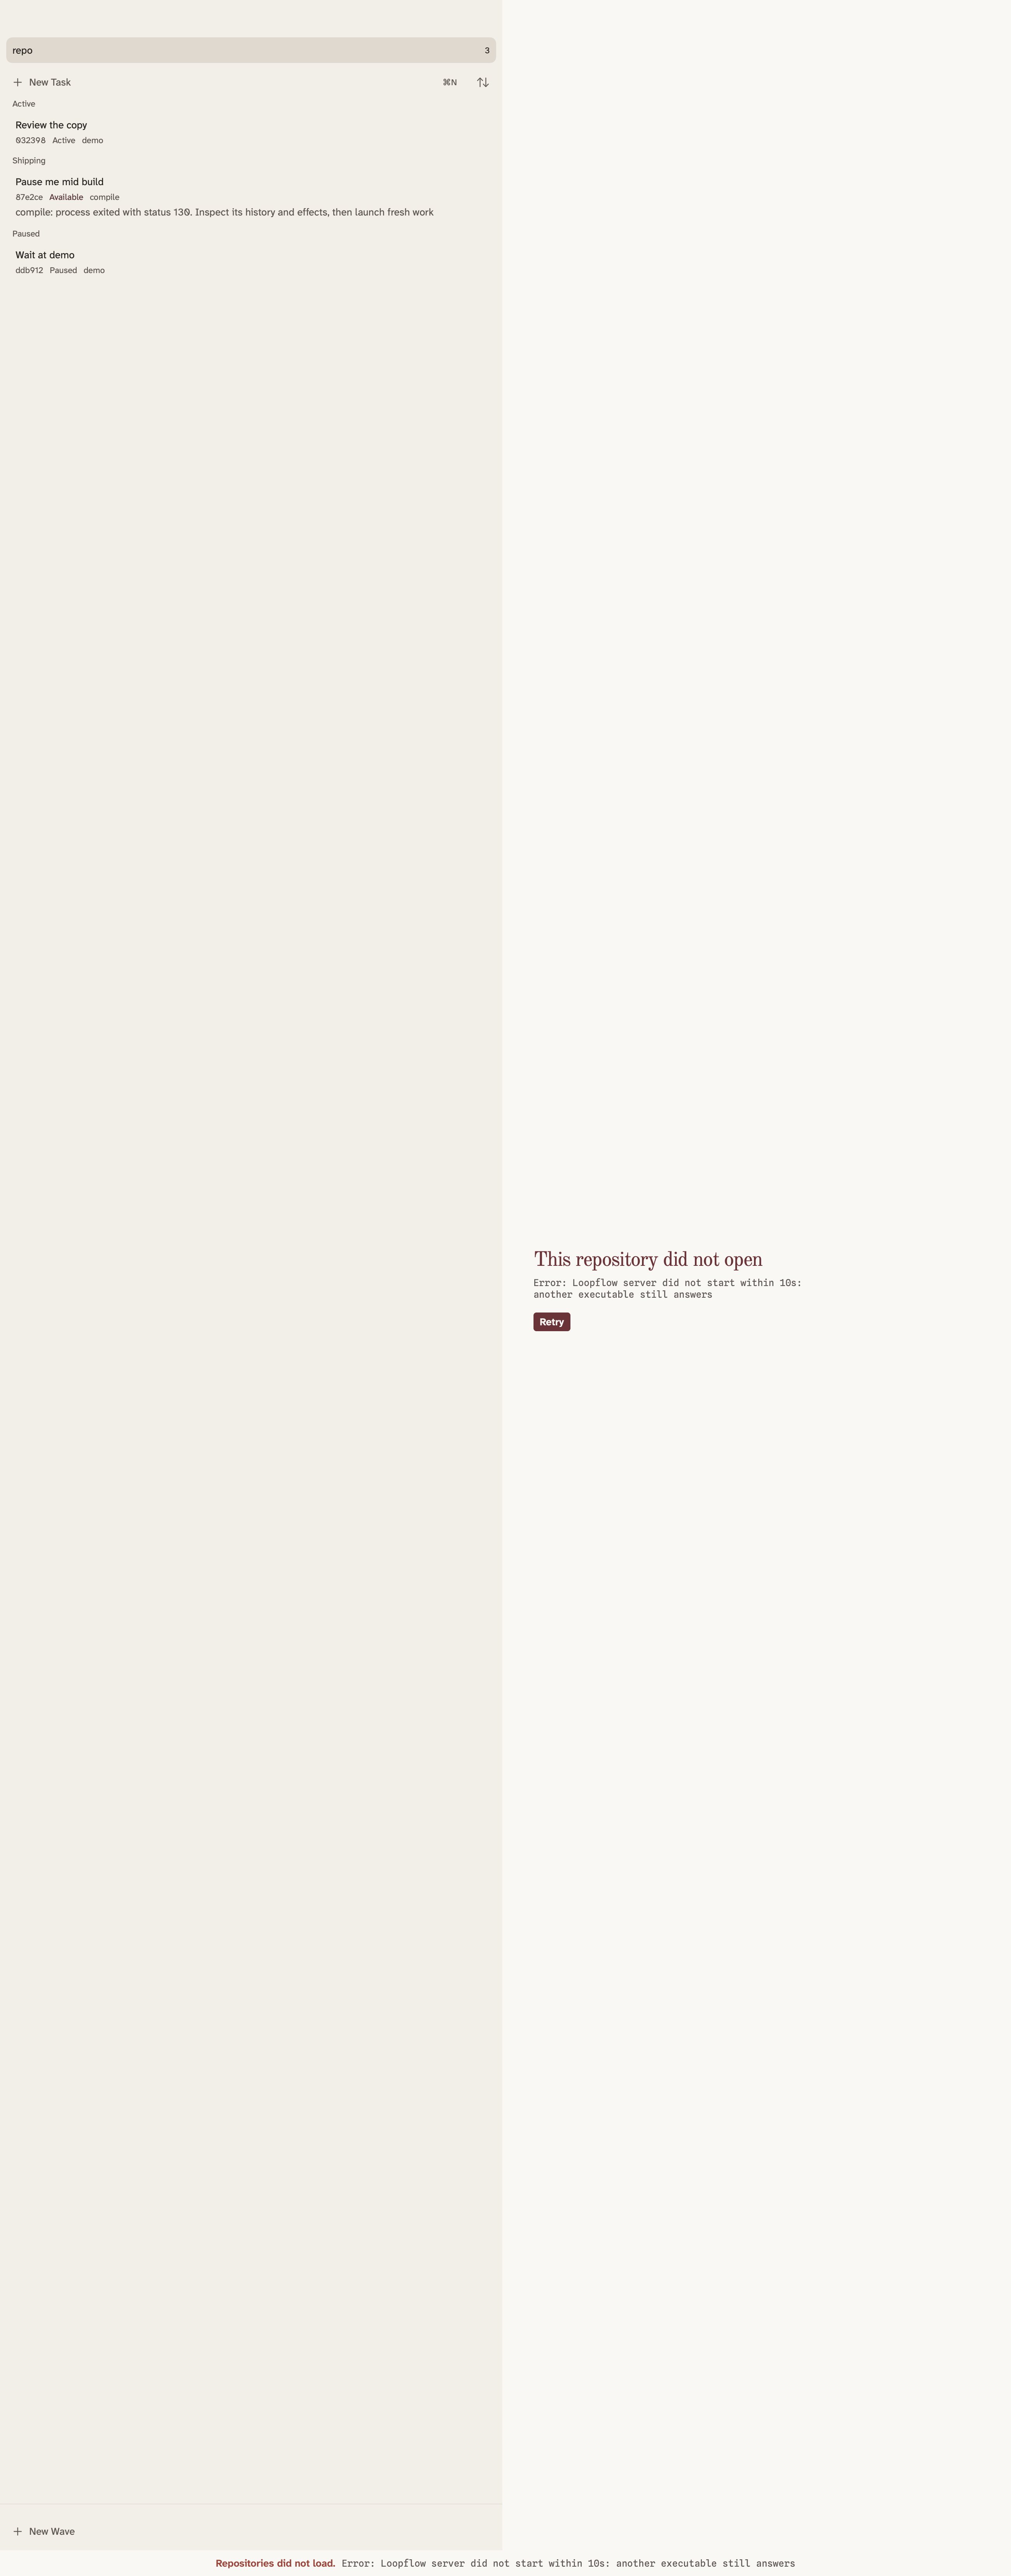 repo 3
New Task ⌘N
Active
Review the copy
032398 Active demo
Shipping
Pause me mid build
87e2ce Available compile
compile: process exited with status 130. Inspect its history and effects, then launch fresh work
Paused
Wait at demo
ddb912 Paused demo
This repository did not open
Error: Loopflow server did not start within 10s:
another executable still answers
Retry
New Wave
Repositories did not load. Error: Loopflow server did not start within 10s: another executable still answers